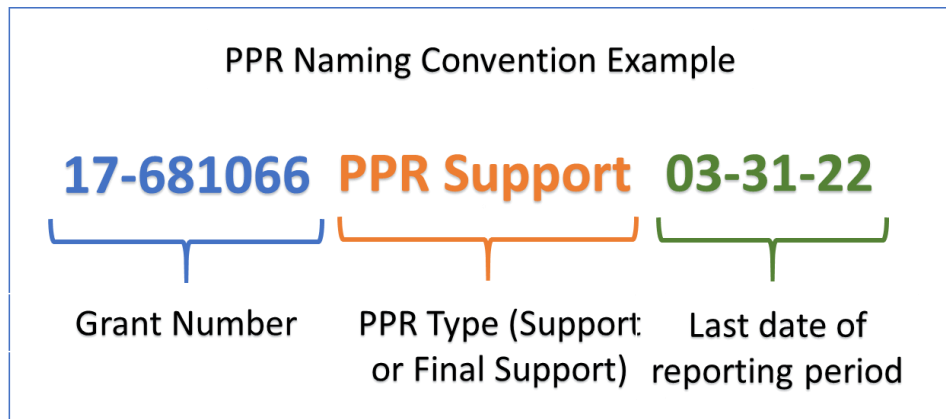 PPR Naming Convention Example
17-681066 PPR Support 03-31-22
Grant Number
PPR Type (Support
or Final Support)
Last date of
reporting period